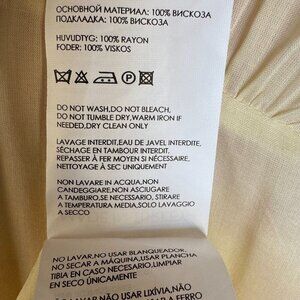 ОСНОВНОЙ МАТЕРИАЛ: 100% ВИСКОЗА
ПОДКЛАДКА: 100% ВИСКОЗА
HUVUDTYG: 100% RAYON
FODER: 100% VISKOS
P
DO NOT WASH,DO NOT BLEACH,
DO NOT TUMBLE DRY,WARM IRON IF
NEEDED,DRY CLEAN ONLY
LAVAGE INTERDIT,EAU DE JAVEL INTERDITE,
SÉCHAGE EN TAMBOUR INTERDIT.
REPASSER À FER MOYEN SI NÉCESSAIRE,
NETTOYAGE À SEC UNIQUEMENT
NON LAVARE IN ACQUA,NON
CANDEGGIARE,NON ASCIUGARE
A TAMBURO,SE NECESSARIO, STIRARE
A TEMPERATURA MEDIA,SOLO LAVAGGIO
A SECCO
NO LAVAR,NO USAR BLANQUEADOR,
NO SECAR A MÁQUINA,USAR PLANCHA
TIBIA EN CASO NECESARIO,LIMPIAR
EN SECO ÚNICAMENTE
LAVAR,NÃO USAR LIXÍVIA,NÃO
A FERRO